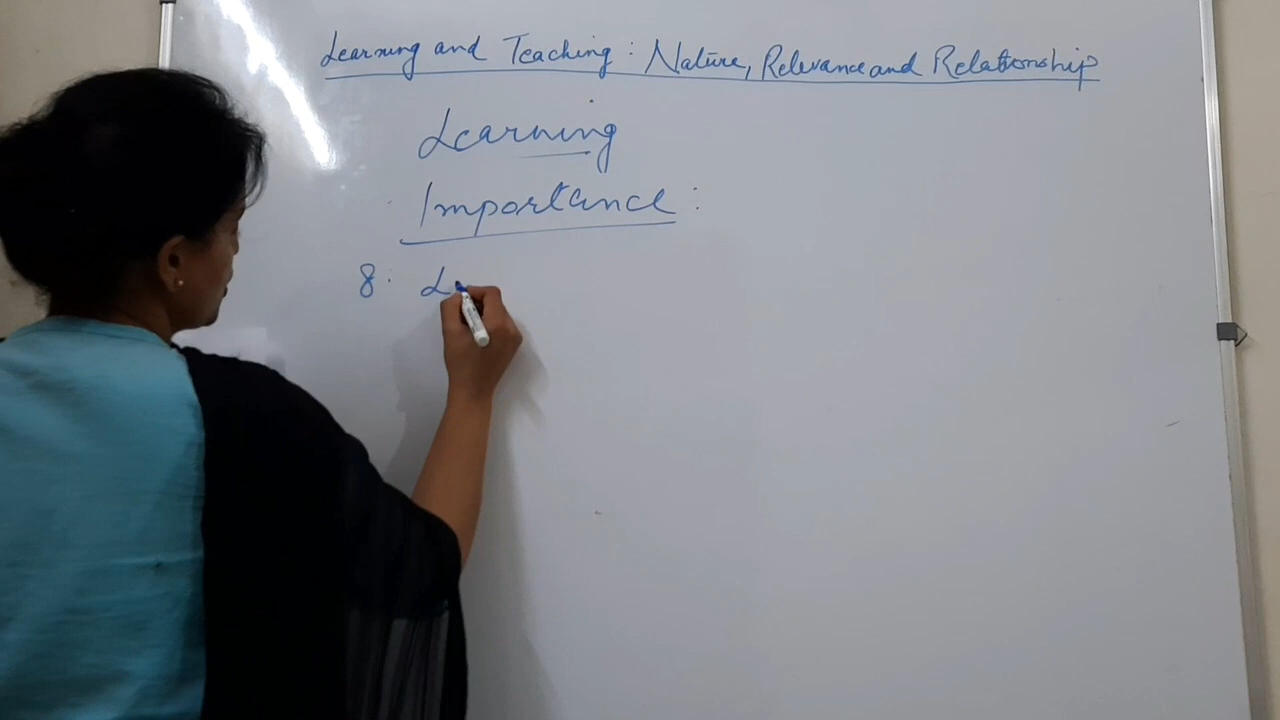 Learning and Teaching : Nature, Relevance and Relationship
Learning
Importance :
8: L